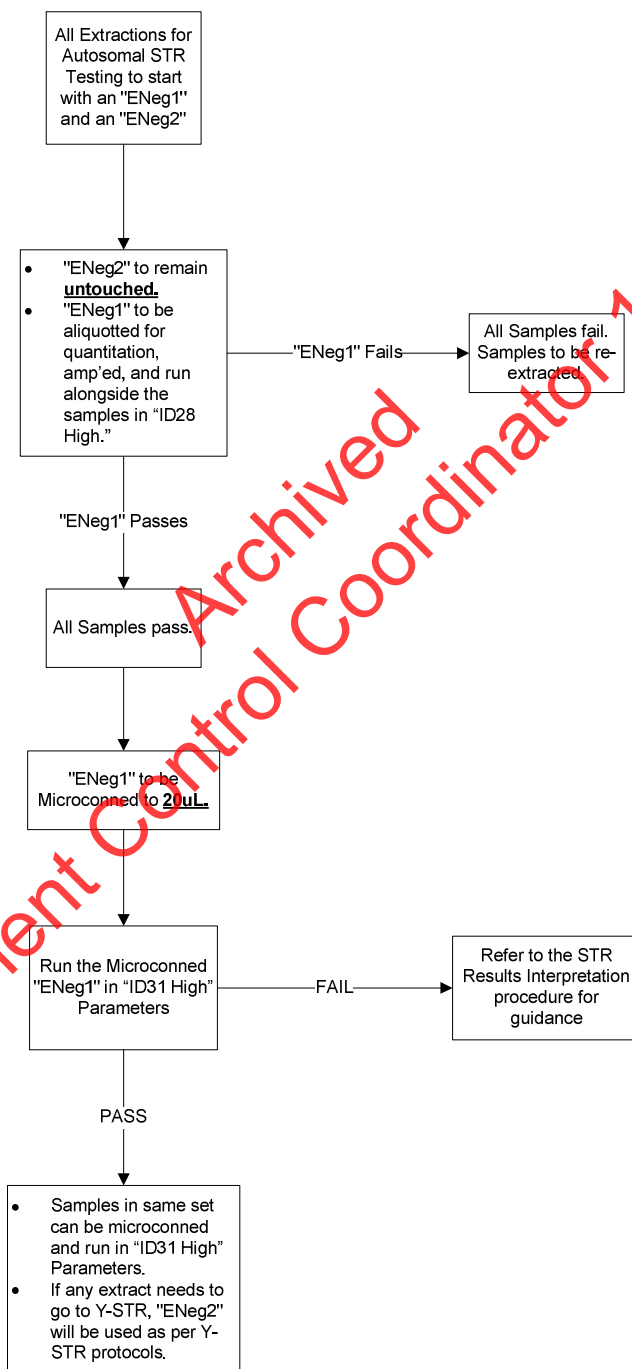 All Extractions for
Autosomal STR
Testing to start
with an "ENeg1"
and an "ENeg2"
• "ENeg2" to remain
untouched.
• "ENeg1" to be
aliquotted for
quantitation,
amp'ed, and run
alongside the
samples in “ID28
High.”
"ENeg1" Fails
All Samples fail.
Samples to be re-
extracted.
"ENeg1" Passes
All Samples pass.
"ENeg1" to be
Microconned to 20uL.
Run the Microconned
"ENeg1" in “ID31 High”
Parameters
FAIL
Refer to the STR
Results Interpretation
procedure for
guidance
PASS
• Samples in same set
can be microconned
and run in “ID31 High”
Parameters.
• If any extract needs to
go to Y-STR, "ENeg2"
will be used as per Y-
STR protocols.
Archived
Control Coordinator